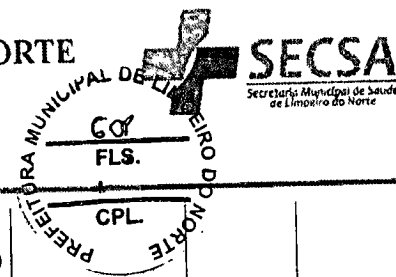 ORTE
SECSA
Secretaria Municipal de Saúde
de Limoeiro do Norte
PREFEITURA MUNICIPAL DE LIMOEIRO DO NORTE
FLS.
CPL.